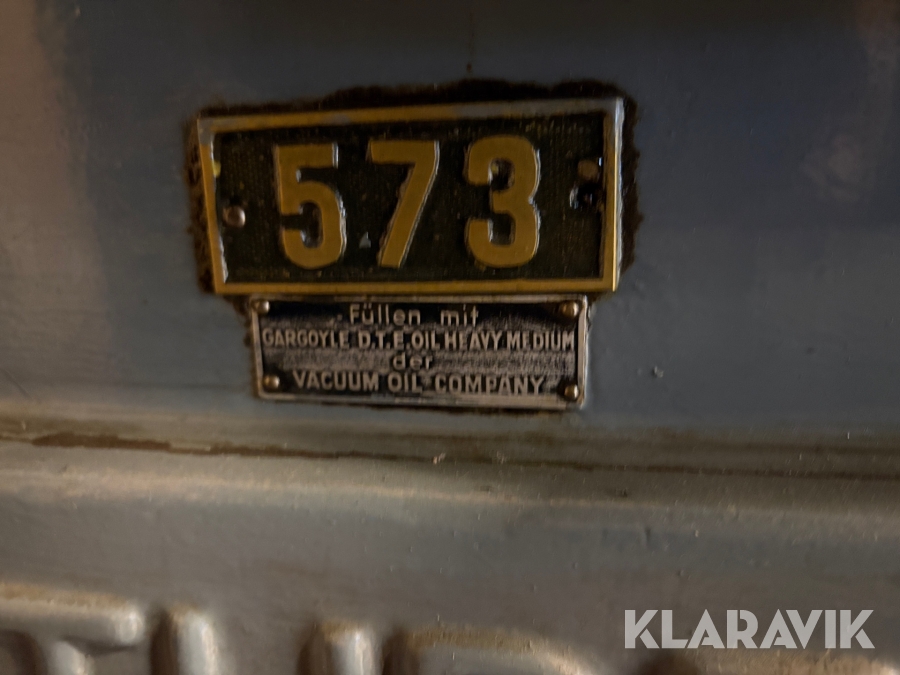 573
Füllen mit
GARGOYLE D.T.E. OIL HEAVY MEDIUM
der
VACUUM OIL COMPANY
KLARAVIK